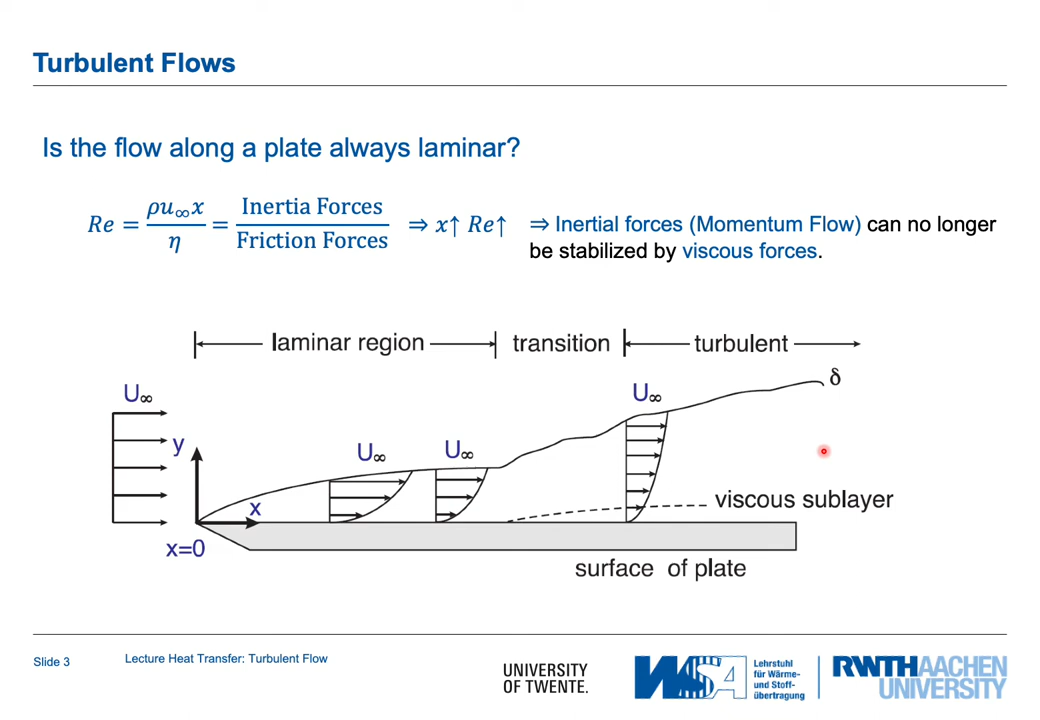 Turbulent Flows
Is the flow along a plate always laminar?
Re = ρu∞x / η = Inertia Forces / Friction Forces ⇒ x↑ Re↑ ⇒ Inertial forces (Momentum Flow) can no longer
be stabilized by viscous forces.
laminar region transition turbulent
δ
U∞ U∞
y U∞ U∞
x viscous sublayer
x=0
surface of plate
Slide 3 Lecture Heat Transfer: Turbulent Flow
UNIVERSITY
OF TWENTE.
WSA
Lehrstuhl
für Wärme-
und Stoff-
übertragung
RWTHAACHEN
UNIVERSITY